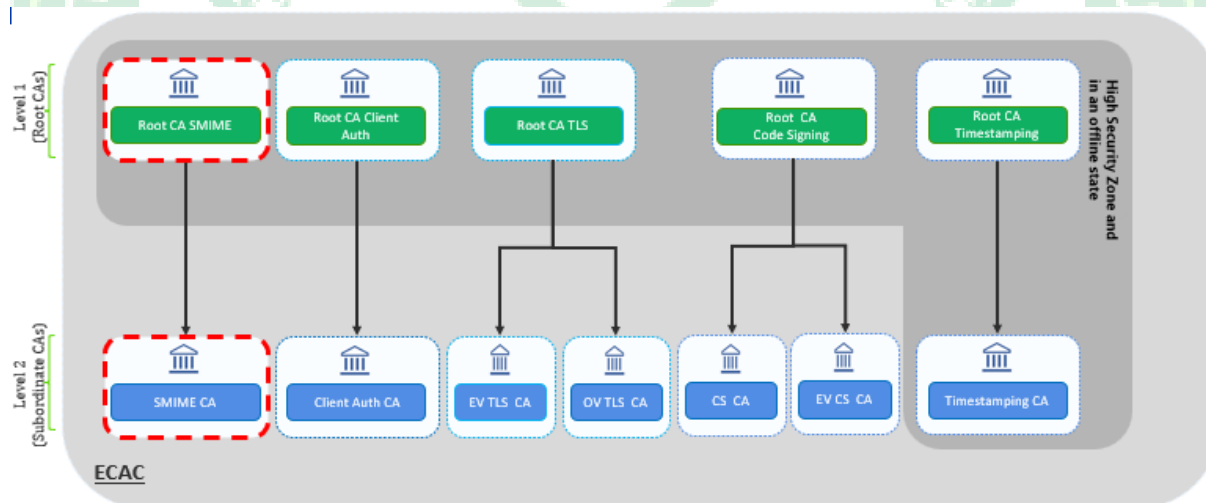 Level 1
(Root CAs)
Root CA SMIME
Root CA Client
Auth
Root CA TLS
Root CA
Code Signing
Root CA
Timestamping
High Security Zone and
in an offline state
Level 2
(Subordinate CAs)
SMIME CA
Client Auth CA
EV TLS CA
OV TLS CA
CS CA
EV CS CA
Timestamping CA
ECAC